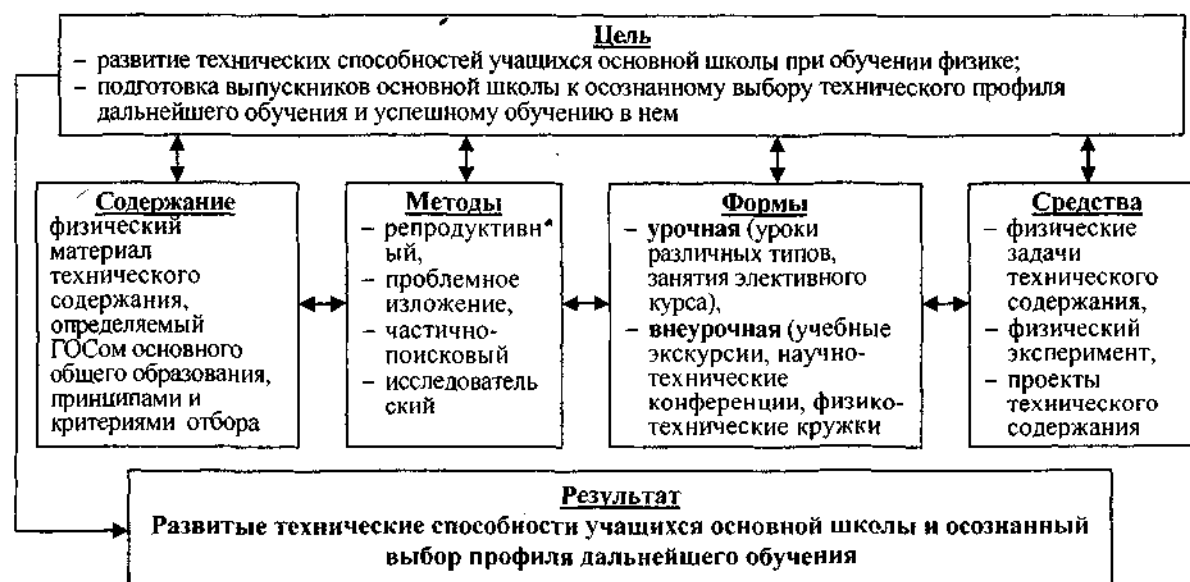 Цель
– развитие технических способностей учащихся основной школы при обучении физике;
– подготовка выпускников основной школы к осознанному выбору технического профиля
дальнейшего обучения и успешному обучению в нем
Содержание
физический
материал
технического
содержания,
определяемый
ГОСом основного
общего образования,
принципами и
критериями отбора
Методы
– репродуктивн
ый,
– проблемное
изложение,
– частично-
поисковый
– исследователь
ский
Формы
– урочная (уроки
различных типов,
занятия элективного
курса),
– внеурочная (учебные
экскурсии, научно-
технические
конференции, физико-
технические кружки
Средства
– физические
задачи
технического
содержания,
– физический
эксперимент,
– проекты
технического
содержания
Результат
Развитые технические способности учащихся основной школы и осознанный
выбор профиля дальнейшего обучения